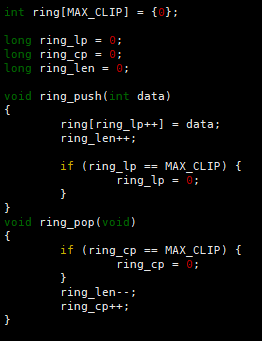 int ring[MAX_CLIP] = {0};

long ring_lp = 0;
long ring_cp = 0;
long ring_len = 0;

void ring_push(int data)
{
        ring[ring_lp++] = data;
        ring_len++;

        if (ring_lp == MAX_CLIP) {
                ring_lp = 0;
        }
}
void ring_pop(void)
{
        if (ring_cp == MAX_CLIP) {
                ring_cp = 0;
        }
        ring_len--;
        ring_cp++;
}